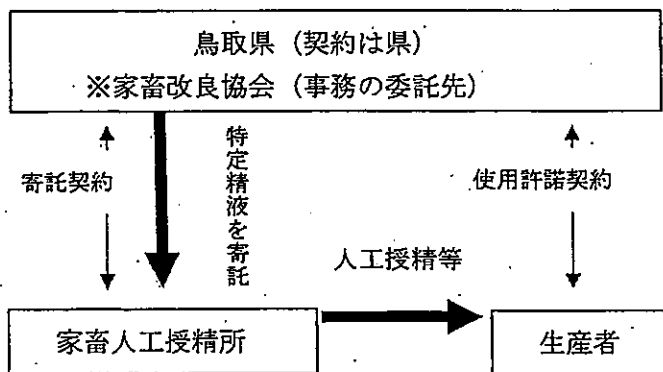 鳥取県（契約は県）
※家畜改良協会（事務の委託先）
寄託契約
特定精液を寄託
使用許諾契約
人工授精等
家畜人工授精所
生産者